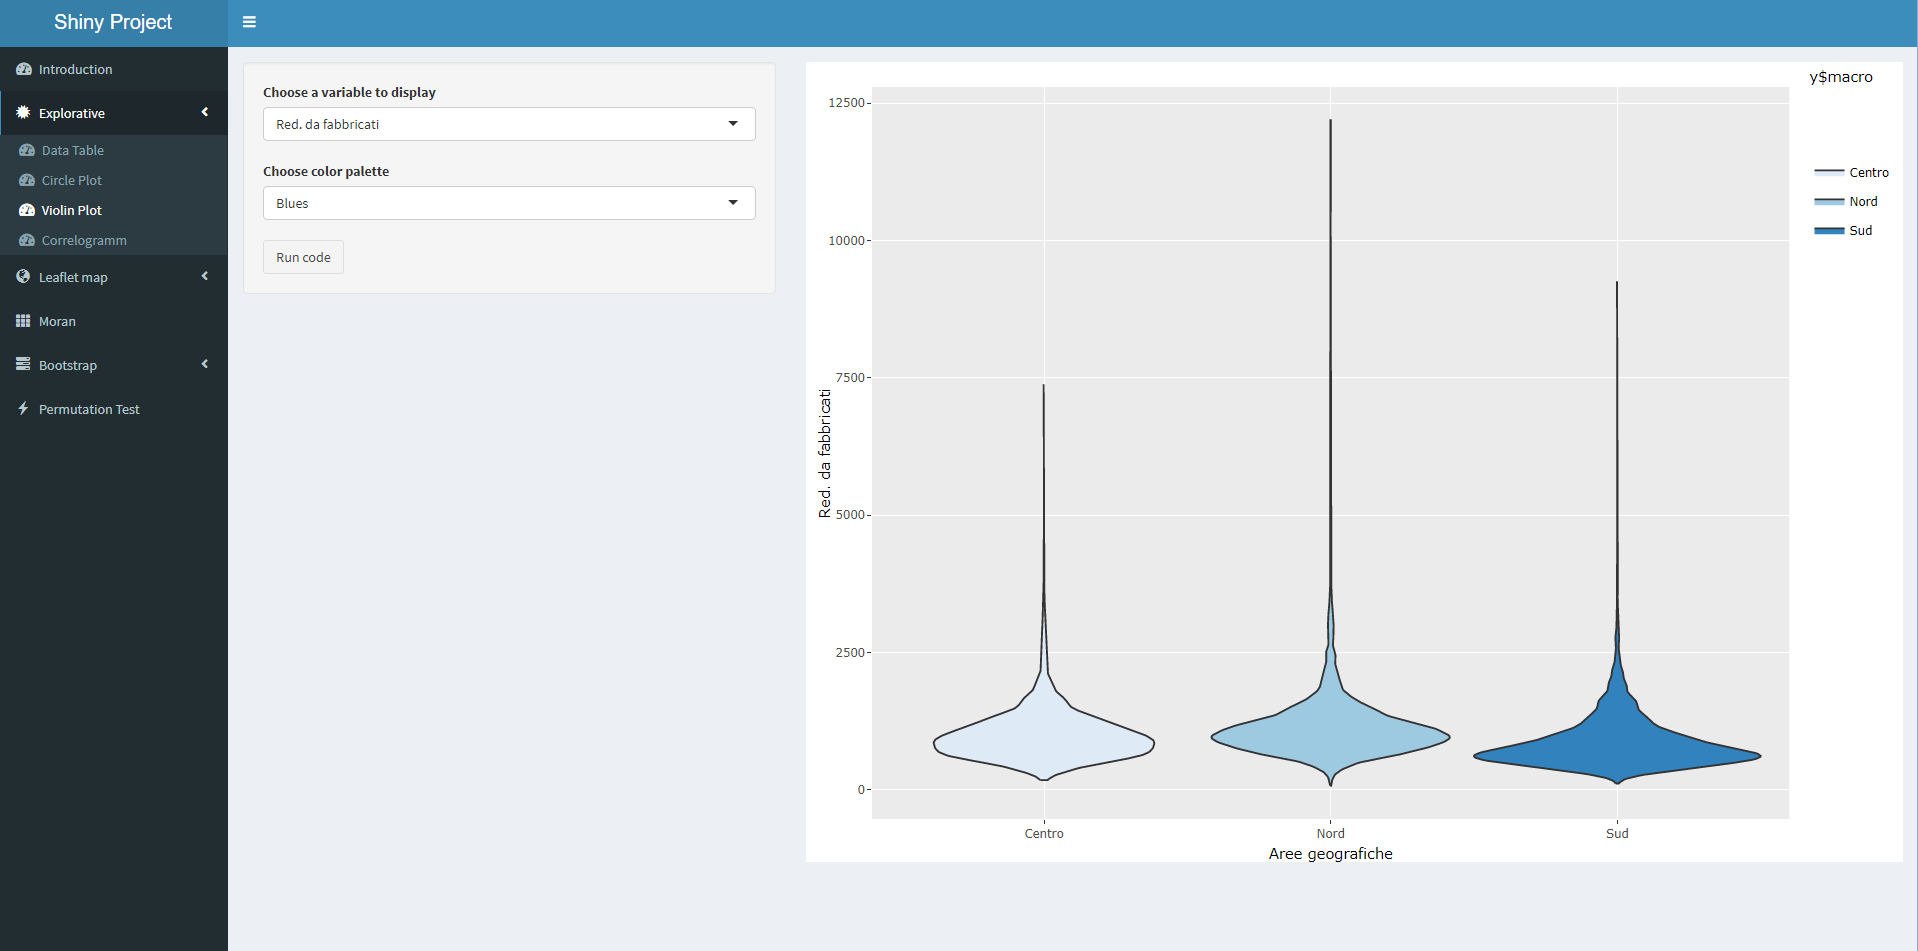 Shiny Project
Introduction
Explorative
Data Table
Circle Plot
Violin Plot
Correlogramm
Leaflet map
Moran
Bootstrap
Permutation Test
Choose a variable to display
Red. da fabbricati
Choose color palette
Blues
Run code
y$macro
Centro
Nord
Sud
12500
10000
7500
5000
2500
0
Red. da fabbricati
Centro
Nord
Sud
Aree geografiche